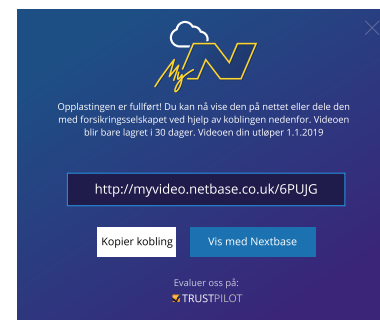 My N
Opplastingen er fullført! Du kan nå vise den på nettet eller dele den
med forsikringsselskapet ved hjelp av koblingen nedenfor. Videoen
blir bare lagret i 30 dager. Videoen din utløper 1.1.2019
http://myvideo.netbase.co.uk/6PUJG
Kopier kobling
Vis med Nextbase
Evaluer oss på:
TRUSTPILOT